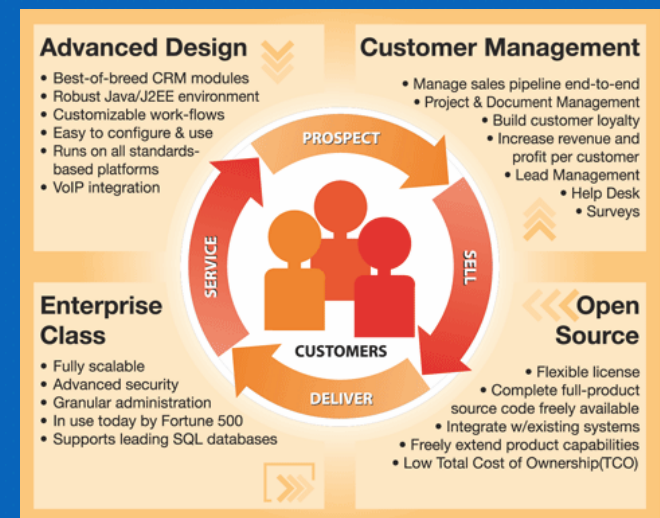 Advanced Design
• Best-of-breed CRM modules
• Robust Java/J2EE environment
• Customizable work-flows
• Easy to configure & use
• Runs on all standards-
based platforms
• VoIP integration
Customer Management
• Manage sales pipeline end-to-end
• Project & Document Management
• Build customer loyalty
• Increase revenue and
profit per customer
• Lead Management
• Help Desk
• Surveys
PROSPECT
SELL
DELIVER
SERVICE
CUSTOMERS
Enterprise
Class
• Fully scalable
• Advanced security
• Granular administration
• In use today by Fortune 500
• Supports leading SQL databases
Open
Source
• Flexible license
• Complete full-product
source code freely available
• Integrate w/existing systems
• Freely extend product capabilities
• Low Total Cost of Ownership(TCO)